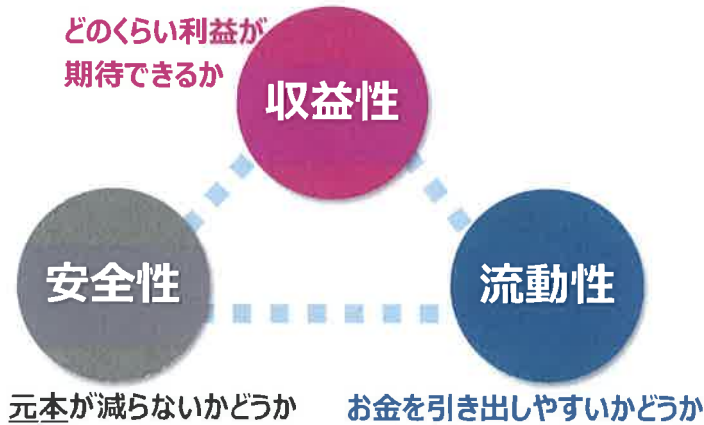 どのくらい利益が
期待できるか
収益性
安全性
流動性
元本が減らないかどうか
お金を引き出しやすいかどうか